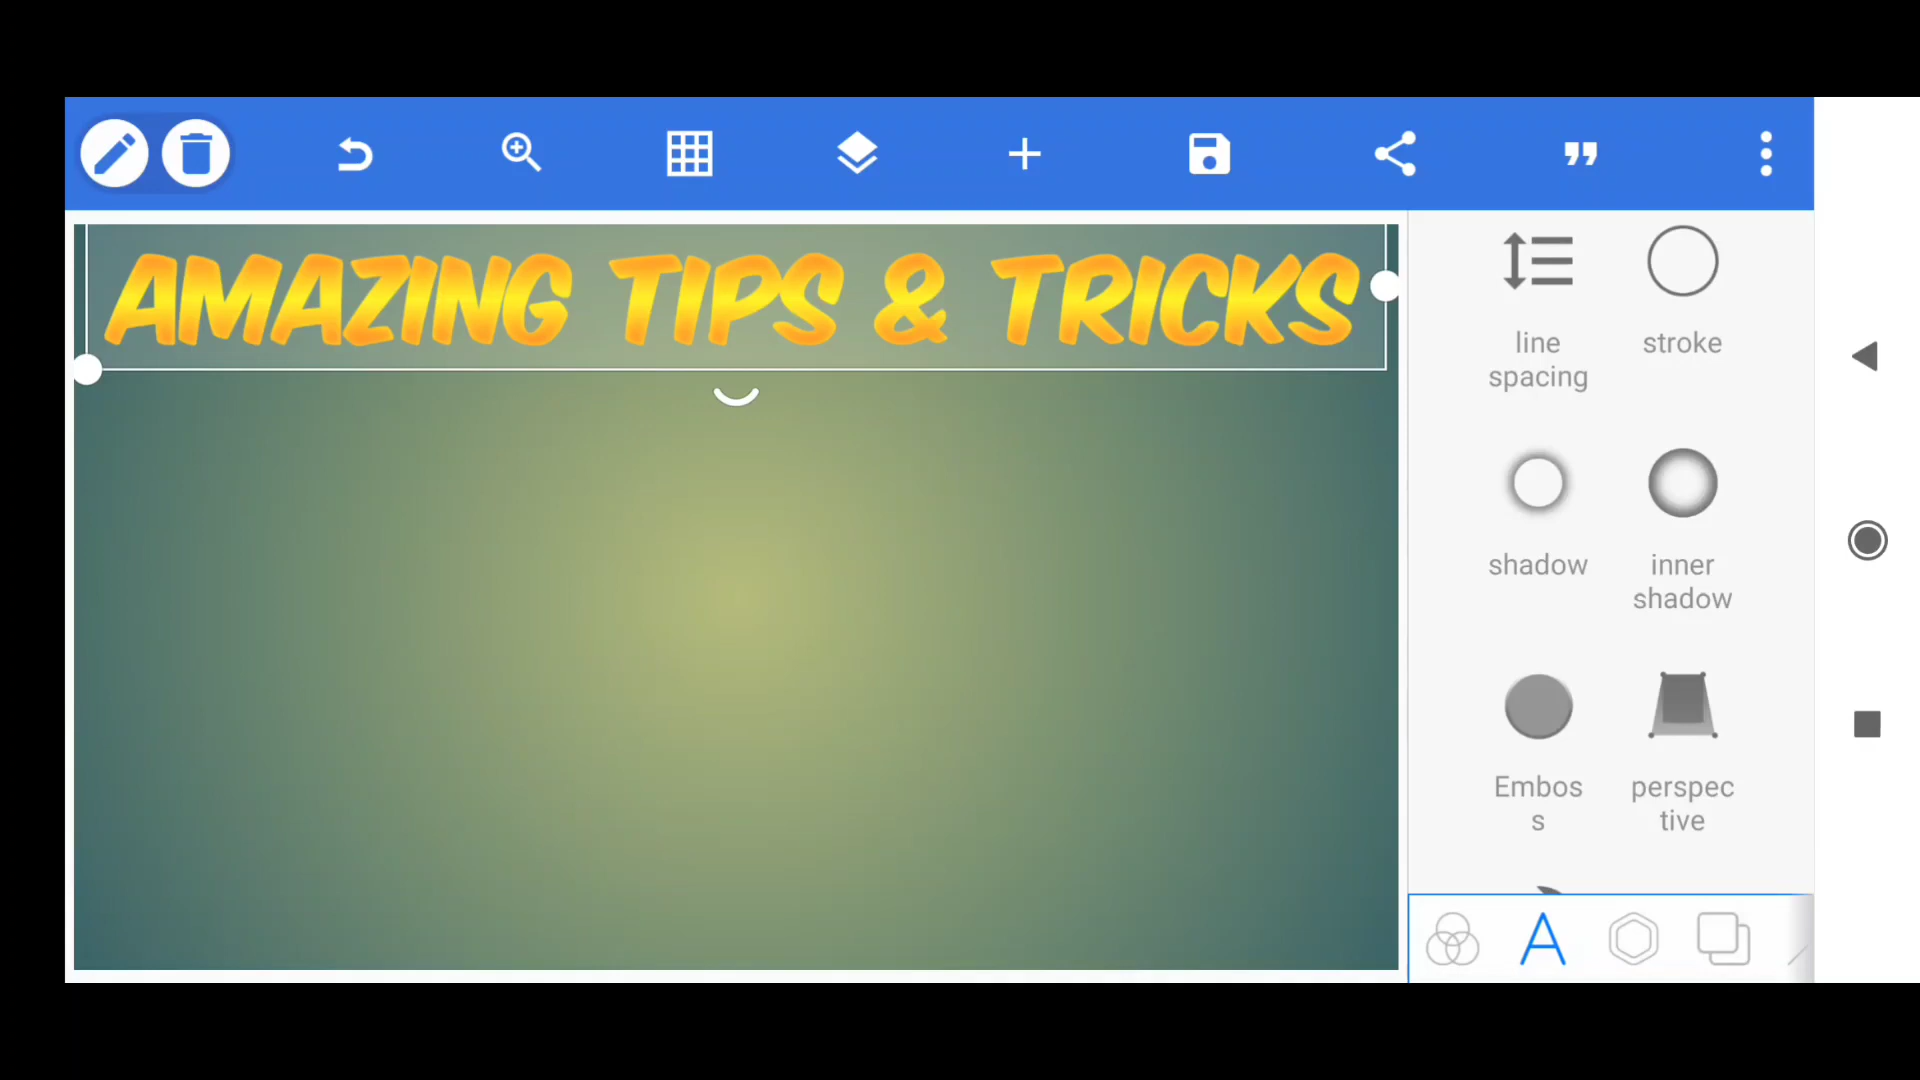 AMAZING TIPS & TRICKS
line
spacing
stroke
shadow
inner
shadow
Embos
s
perspec
tive